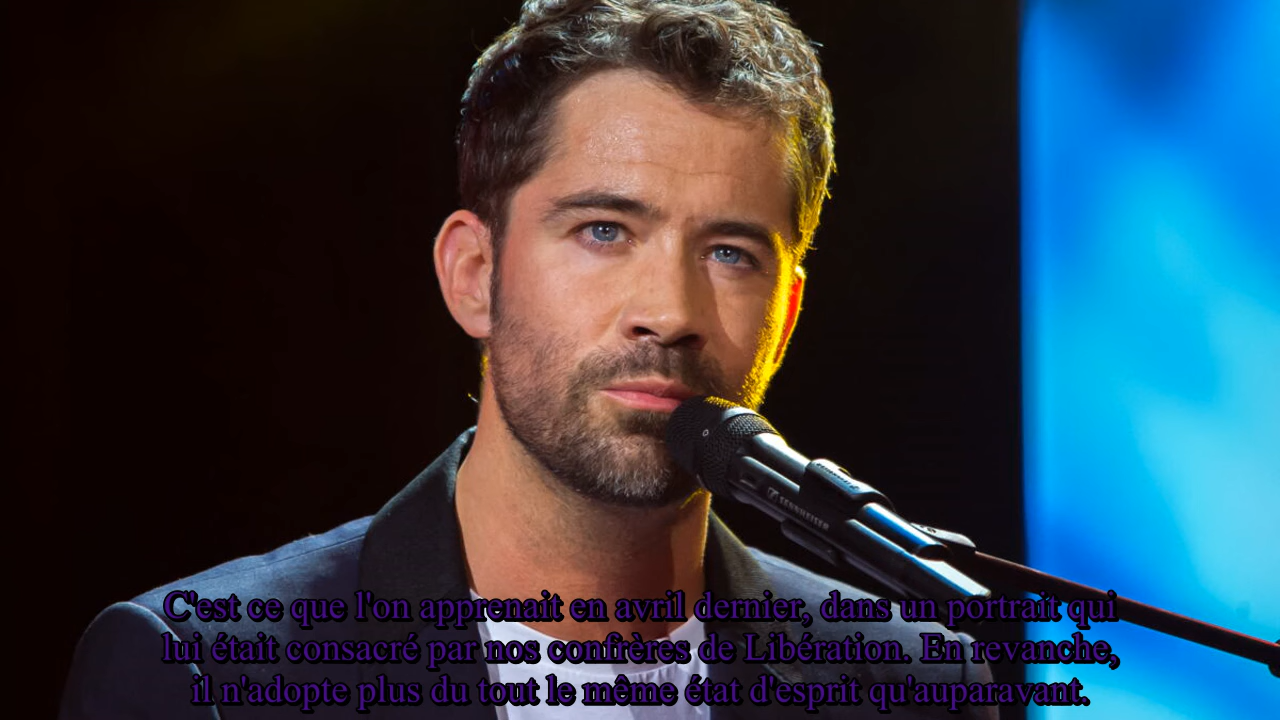 SENNHEISER
C'est ce que l'on apprenait en avril dernier, dans un portrait qui
lui était consacré par nos confrères de Libération. En revanche,
il n'adopte plus du tout le même état d'esprit qu'auparavant.